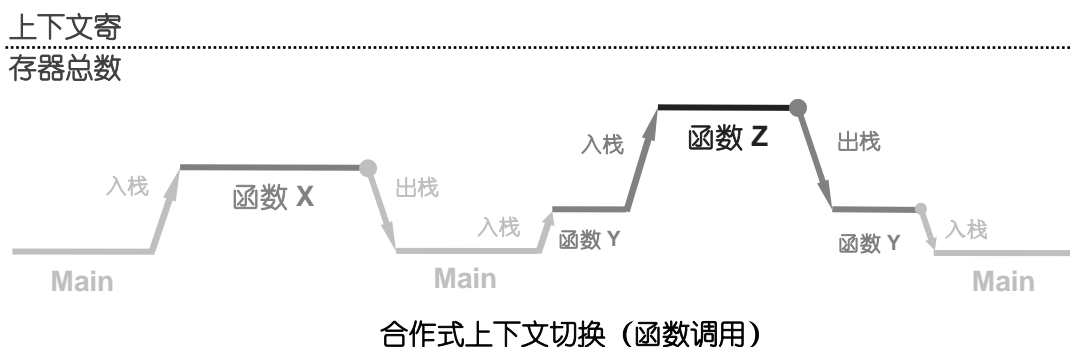 上下文寄
存器总数
入栈
函数 X
出栈
入栈
函数 Y
入栈
函数 Z
出栈
函数 Y
入栈
Main
Main
Main
合作式上下文切换（函数调用）